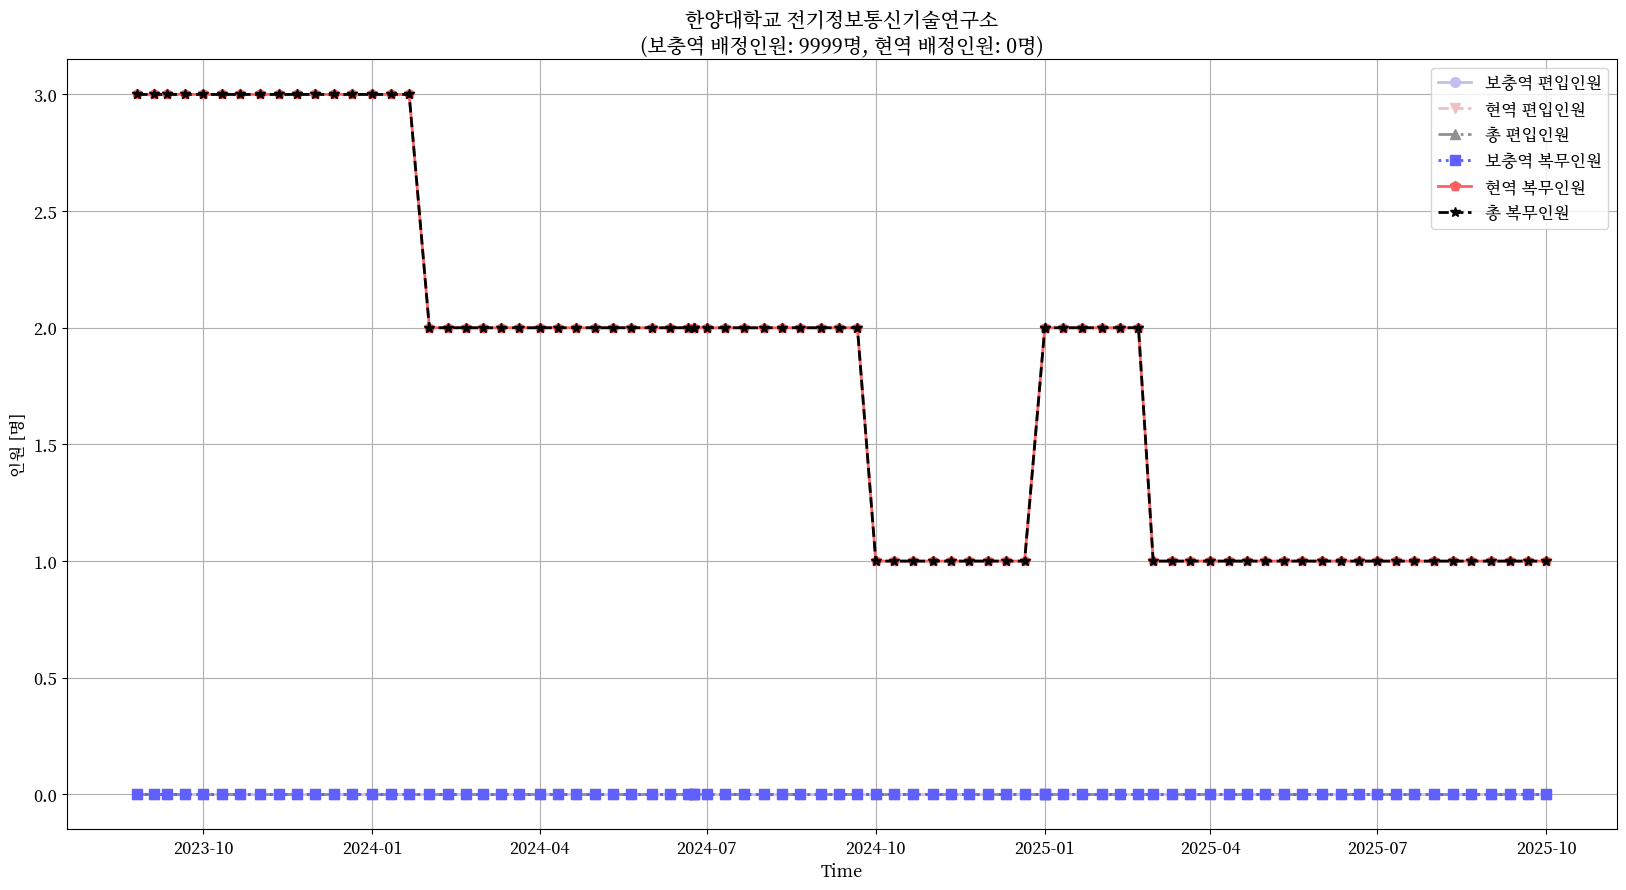 한양대학교 전기정보통신기술연구소
(보충역 배정인원: 9999명, 현역 배정인원: 0명)
보충역 편입인원
현역 편입인원
총 편입인원
보충역 복무인원
현역 복무인원
총 복무인원
인원 [명]
3.0
2.5
2.0
1.5
1.0
0.5
0.0
2023-10
2024-01
2024-04
2024-07
2024-10
2025-01
2025-04
2025-07
2025-10
Time